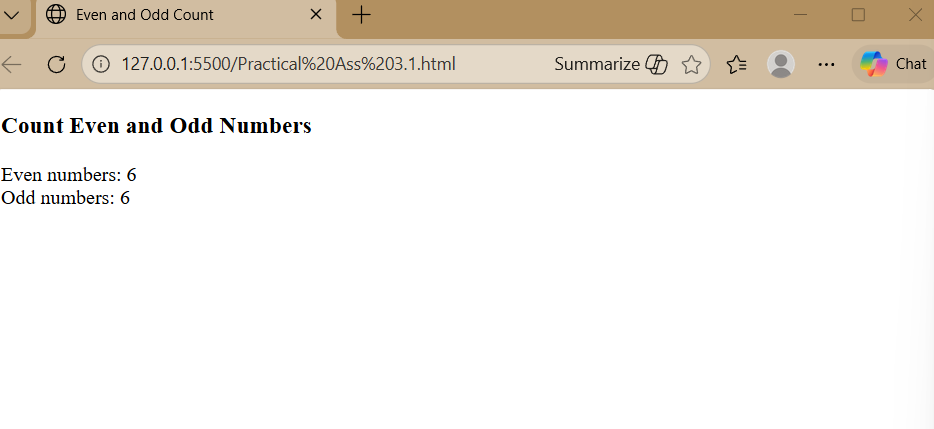 Even and Odd Count
127.0.0.1:5500/Practical%20Ass%203.1.html
Summarize
Chat
Count Even and Odd Numbers
Even numbers: 6
Odd numbers: 6